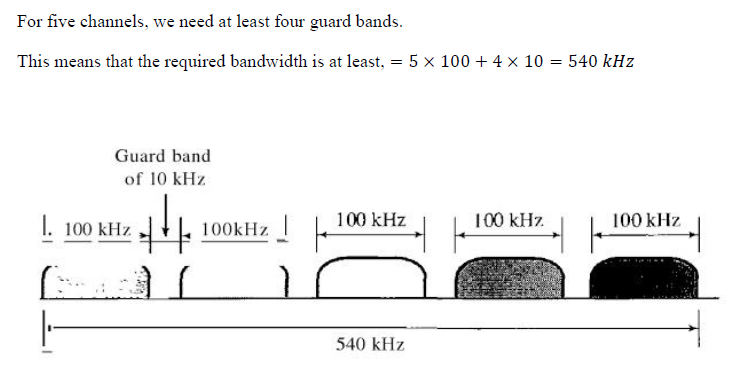 For five channels, we need at least four guard bands.
This means that the required bandwidth is at least, = 5 × 100 + 4 × 10 = 540 kHz
Guard band
of 10 kHz
100 kHz 100kHz 100 kHz 100 kHz 100 kHz
540 kHz